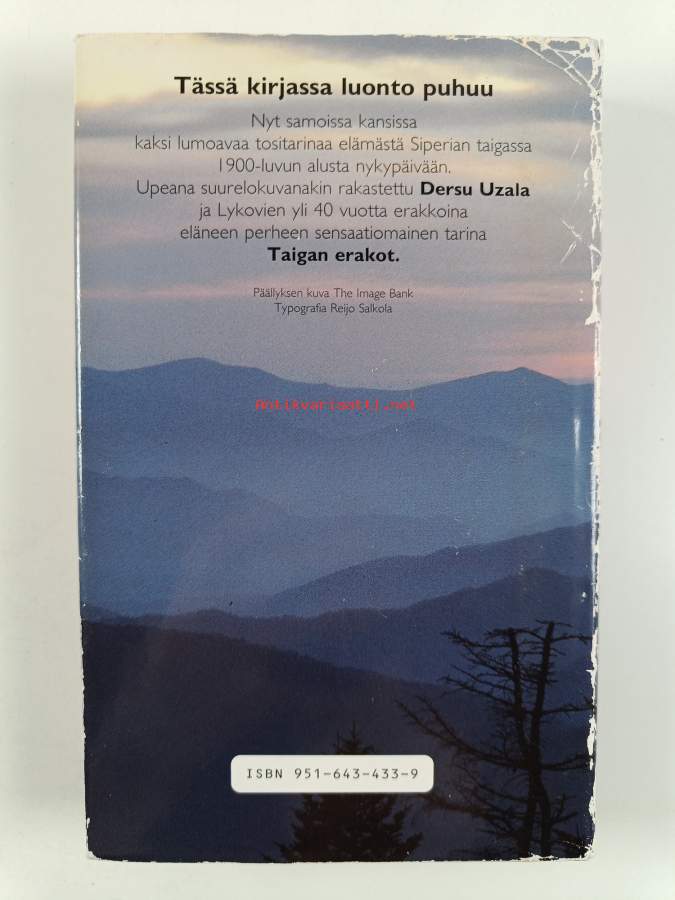 Tässä kirjassa luonto puhuu
Nyt samoissa kansissa
kaksi lumoavaa tositarinaa elämästä Siperian taigassa
1900-luvun alusta nykypäivään.
Upeana suurelokuvanakin rakastettu Dersu Uzala
ja Lykovien yli 40 vuotta erakkoina
eläneen perheen sensaatiomainen tarina
Taigan erakot.
Päällyksen kuva The Image Bank
Typografia Reijo Salkola
Antikvariaatti.net
ISBN 951-643-433-9